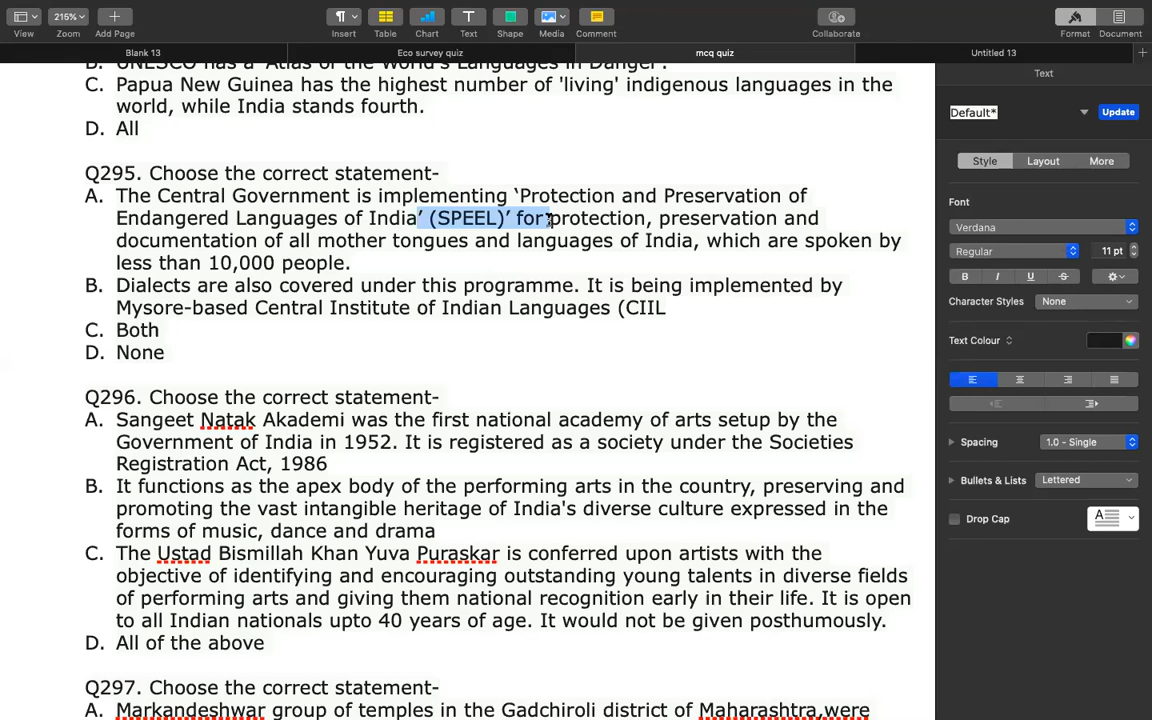 215%
View
Zoom
Add Page
Insert
Table
Chart
Text
Shape
Media
Comment
Collaborate
Format
Document
Blank 13
Eco survey quiz
mcq quiz
Untitled 13
B. UNESCO has a 'Atlas of the World's Languages in Danger'.
C. Papua New Guinea has the highest number of 'living' indigenous languages in the
world, while India stands fourth.
D. All
Q295. Choose the correct statement-
A. The Central Government is implementing ‘Protection and Preservation of
Endangered Languages of India’ (SPEEL)’ for protection, preservation and
documentation of all mother tongues and languages of India, which are spoken by
less than 10,000 people.
B. Dialects are also covered under this programme. It is being implemented by
Mysore-based Central Institute of Indian Languages (CIIL
C. Both
D. None
Q296. Choose the correct statement-
A. Sangeet Natak Akademi was the first national academy of arts setup by the
Government of India in 1952. It is registered as a society under the Societies
Registration Act, 1986
B. It functions as the apex body of the performing arts in the country, preserving and
promoting the vast intangible heritage of India's diverse culture expressed in the
forms of music, dance and drama
C. The Ustad Bismillah Khan Yuva Puraskar is conferred upon artists with the
objective of identifying and encouraging outstanding young talents in diverse fields
of performing arts and giving them national recognition early in their life. It is open
to all Indian nationals upto 40 years of age. It would not be given posthumously.
D. All of the above
Q297. Choose the correct statement-
A. Markandeshwar group of temples in the Gadchiroli district of Maharashtra,were
Text
Default*
Update
Style
Layout
More
Font
Verdana
Regular
11 pt
B I U S
Character Styles
None
Text Colour
Spacing
1.0 - Single
Bullets & Lists
Lettered
Drop Cap
A